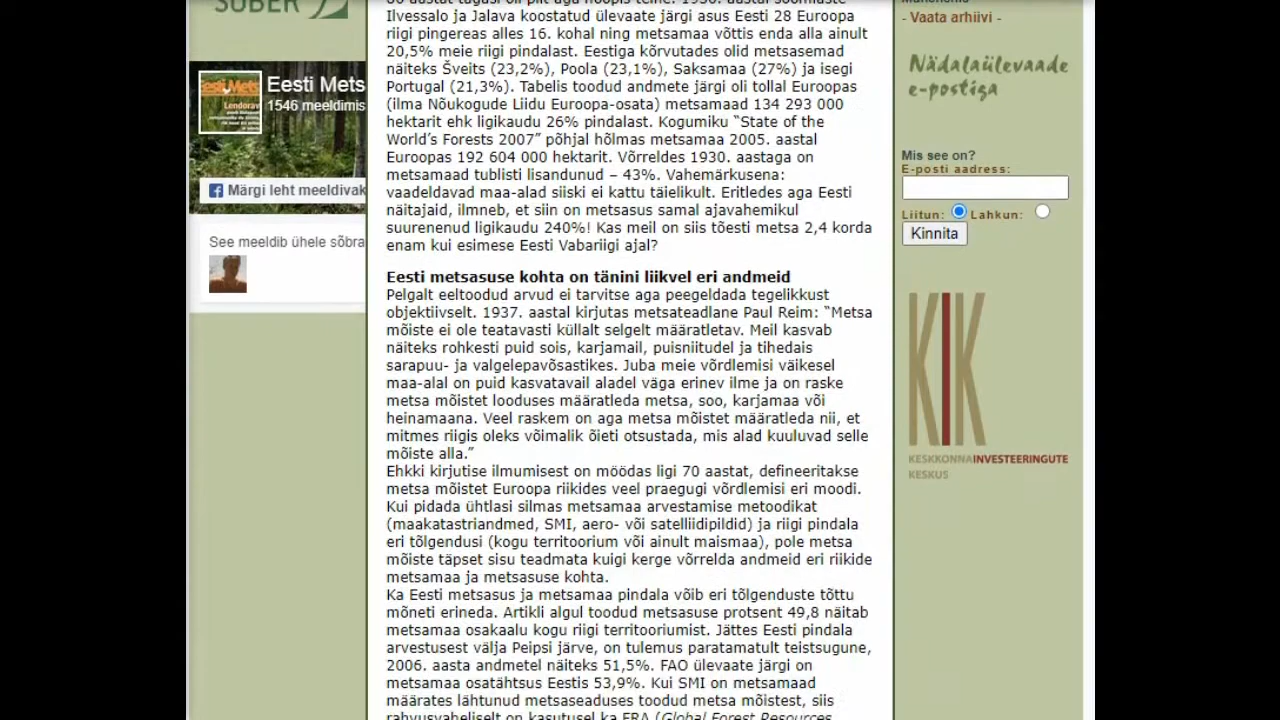 SÜBER
Eesti Mets
1546 meeldimis
Märgi leht meeldivak
See meeldib ühele sõbra
Ilvessalo ja Jalava koostatud ülevaate järgi asus Eesti 28 Euroopa
riigi pingereas alles 16. kohal ning metsamaa võttis enda alla ainult
20,5% meie riigi pindalast. Eestiga kõrvutades olid metsasemad
näiteks Šveits (23,2%), Poola (23,1%), Saksamaa (27%) ja isegi
Portugal (21,3%). Tabelis toodud andmete järgi oli tollal Euroopas
(ilma Nõukogude Liidu Euroopa-osata) metsamaad 134 293 000
hektarit ehk ligikaudu 26% pindalast. Kogumiku “State of the
World’s Forests 2007” põhjal hõlmas metsamaa 2005. aastal
Euroopas 192 604 000 hektarit. Võrreldes 1930. aastaga on
metsamaad tublisti lisandunud – 43%. Vahemärkusena:
vaadeldavad maa-alad siiski ei kattu täielikult. Eritledes aga Eesti
näitajaid, ilmneb, et siin on metsasus samal ajavahemikul
suurenenud ligikaudu 240%! Kas meil on siis tõesti metsa 2,4 korda
enam kui esimese Eesti Vabariigi ajal?
Eesti metsasuse kohta on tänini liikvel eri andmeid
Pelgalt eeltoodud arvud ei tarvitse aga peegeldada tegelikkust
objektiivselt. 1937. aastal kirjutas metsateadlane Paul Reim: “Metsa
mõiste ei ole teatavasti küllalt selgelt määratletav. Meil kasvab
näiteks rohkesti puid sois, karjamail, puisniitudel ja tihedais
sarapuu- ja valgelepavõsastikes. Juba meie võrdlemisi väikesel
maa-alal on puid kasvatavail aladel väga erinev ilme ja on raske
metsa mõistet looduses määratleda metsa, soo, karjamaa või
heinamaana. Veel raskem on aga metsa mõistet määratleda nii, et
mitmes riigis oleks võimalik õieti otsustada, mis alad kuuluvad selle
mõiste alla.”
Ehkki kirjutise ilmumisest on möödas ligi 70 aastat, defineeritakse
metsa mõistet Euroopa riikides veel praegugi võrdlemisi eri moodi.
Kui pidada ühtlasi silmas metsamaa arvestamise metoodikat
(maakatastriandmed, SMI, aero- või satelliidipildid) ja riigi pindala
eri tõlgendusi (kogu territoorium või ainult maismaa), pole metsa
mõiste täpset sisu teadmata kuigi kerge võrrelda andmeid eri riikide
metsamaa ja metsasuse kohta.
Ka Eesti metsasus ja metsamaa pindala võib eri tõlgenduste tõttu
mõneti erineda. Artikli algul toodud metsasuse protsent 49,8 näitab
metsamaa osakaalu kogu riigi territooriumist. Jättes Eesti pindala
arvestusest välja Peipsi järve, on tulemus paratamatult teistsugune,
2006. aasta andmetel näiteks 51,5%. FAO ülevaate järgi on
metsamaa osatähtsus Eestis 53,9%. Kui SMI on metsamaad
määrates lähtunud metsaseaduses toodud metsa mõistest, siis
rahvusvaheliselt on kasutusel ka FRA (Global Forest Resources
- Vaata arhiivi -
Nädalaülevaade
e-postiga
Mis see on?
E-posti aadress:
Liitun: Lahkun:
Kinnita
KIK
KESKKONNAINVESTEERINGUTE
KESKUS